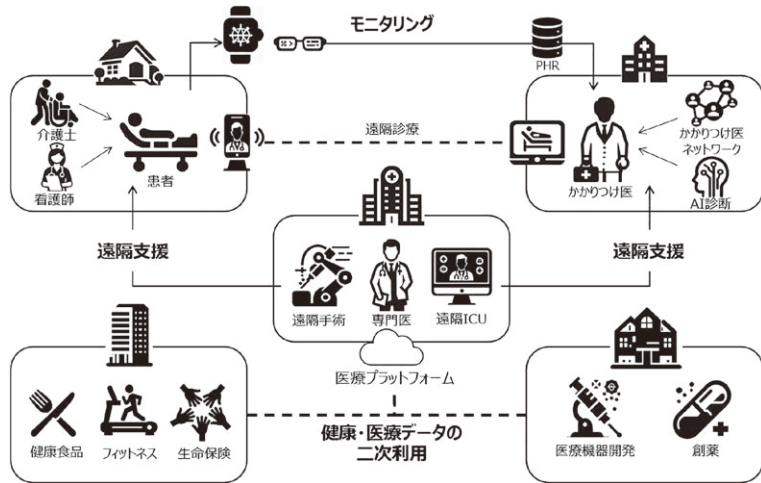 モニタリング
PHR
介護士
看護師
患者
遠隔診療
かかりつけ医
かかりつけ医
ネットワーク
AI診断
遠隔支援
遠隔支援
遠隔手術
専門医
遠隔ICU
医療プラットフォーム
健康食品
フィットネス
生命保険
健康・医療データの
二次利用
医療機器開発
創薬